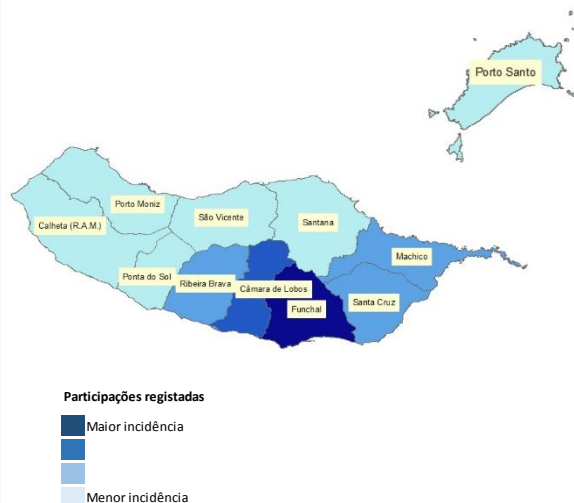 Porto Santo
Porto Moniz
São Vicente
Santana
Calheta (R.A.M.)
Machico
Ponta do Sol
Ribeira Brava
Câmara de Lobos
Santa Cruz
Funchal
Participações registadas
Maior incidência
Menor incidência